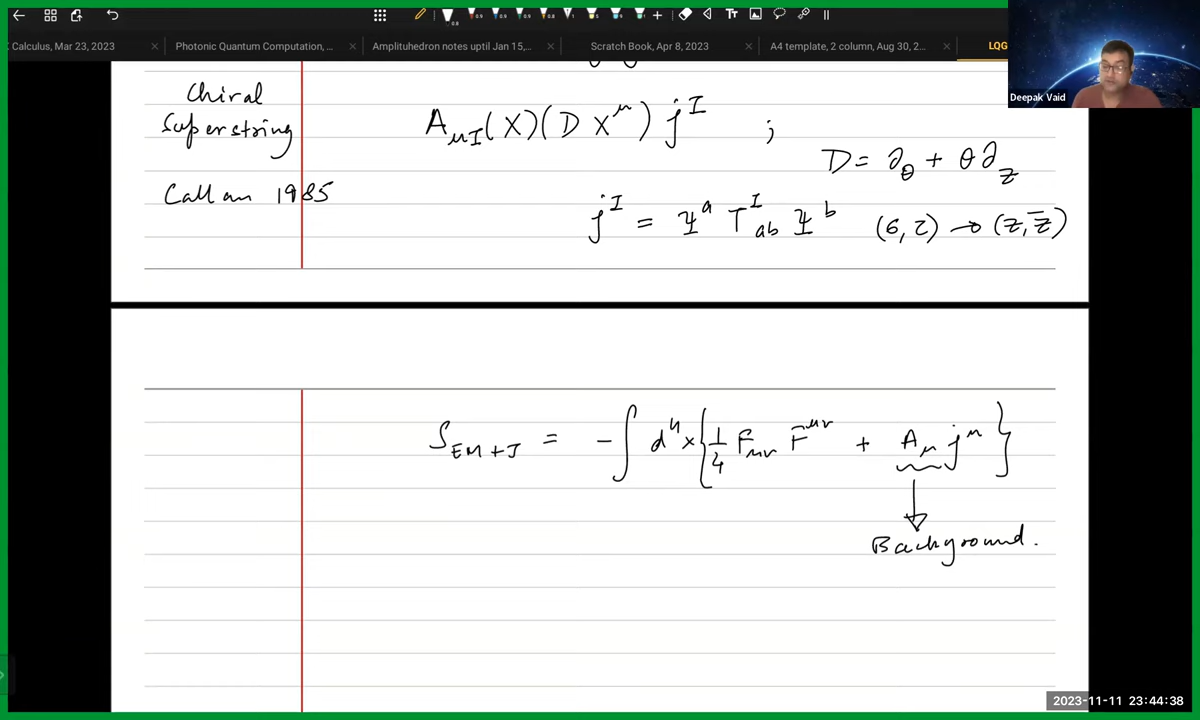 Calculus, Mar 23, 2023
Photonic Quantum Computation, ...
Amplituhedron notes uptil Jan 15,...
Scratch Book, Apr 8, 2023
A4 template, 2 column, Aug 30, 2...
LQG
Deepak Vaid
Chiral
Superstring
Callan 1985
A_{μI}(X)(D X^μ) j^I ;
D = ∂_θ + θ∂_z
j^I = Ψ^a T^I_{ab} Ψ^b (σ, τ) → (z, z̄)
S_{EM+J} = -∫ d^4x {1/4 F_{μν} F^{μν} + A_μ j^μ}
Background.
2023-11-11 23:44:38